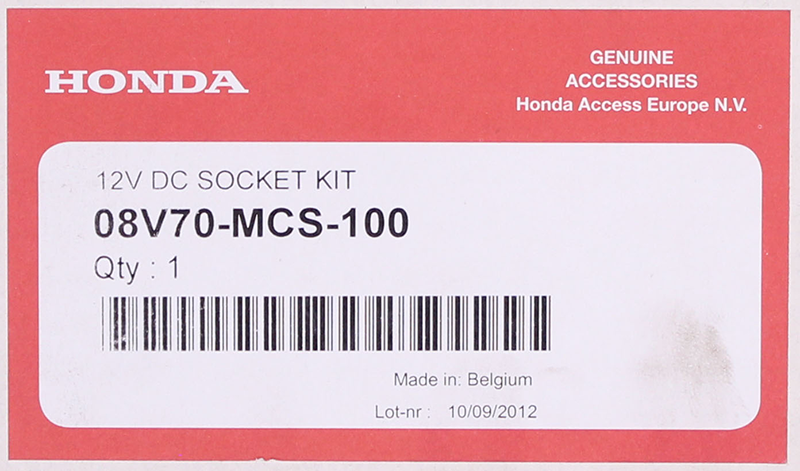 HONDA
GENUINE
ACCESSORIES
Honda Access Europe N.V.
12V DC SOCKET KIT
08V70-MCS-100
Qty : 1
Made in: Belgium
Lot-nr : 10/09/2012